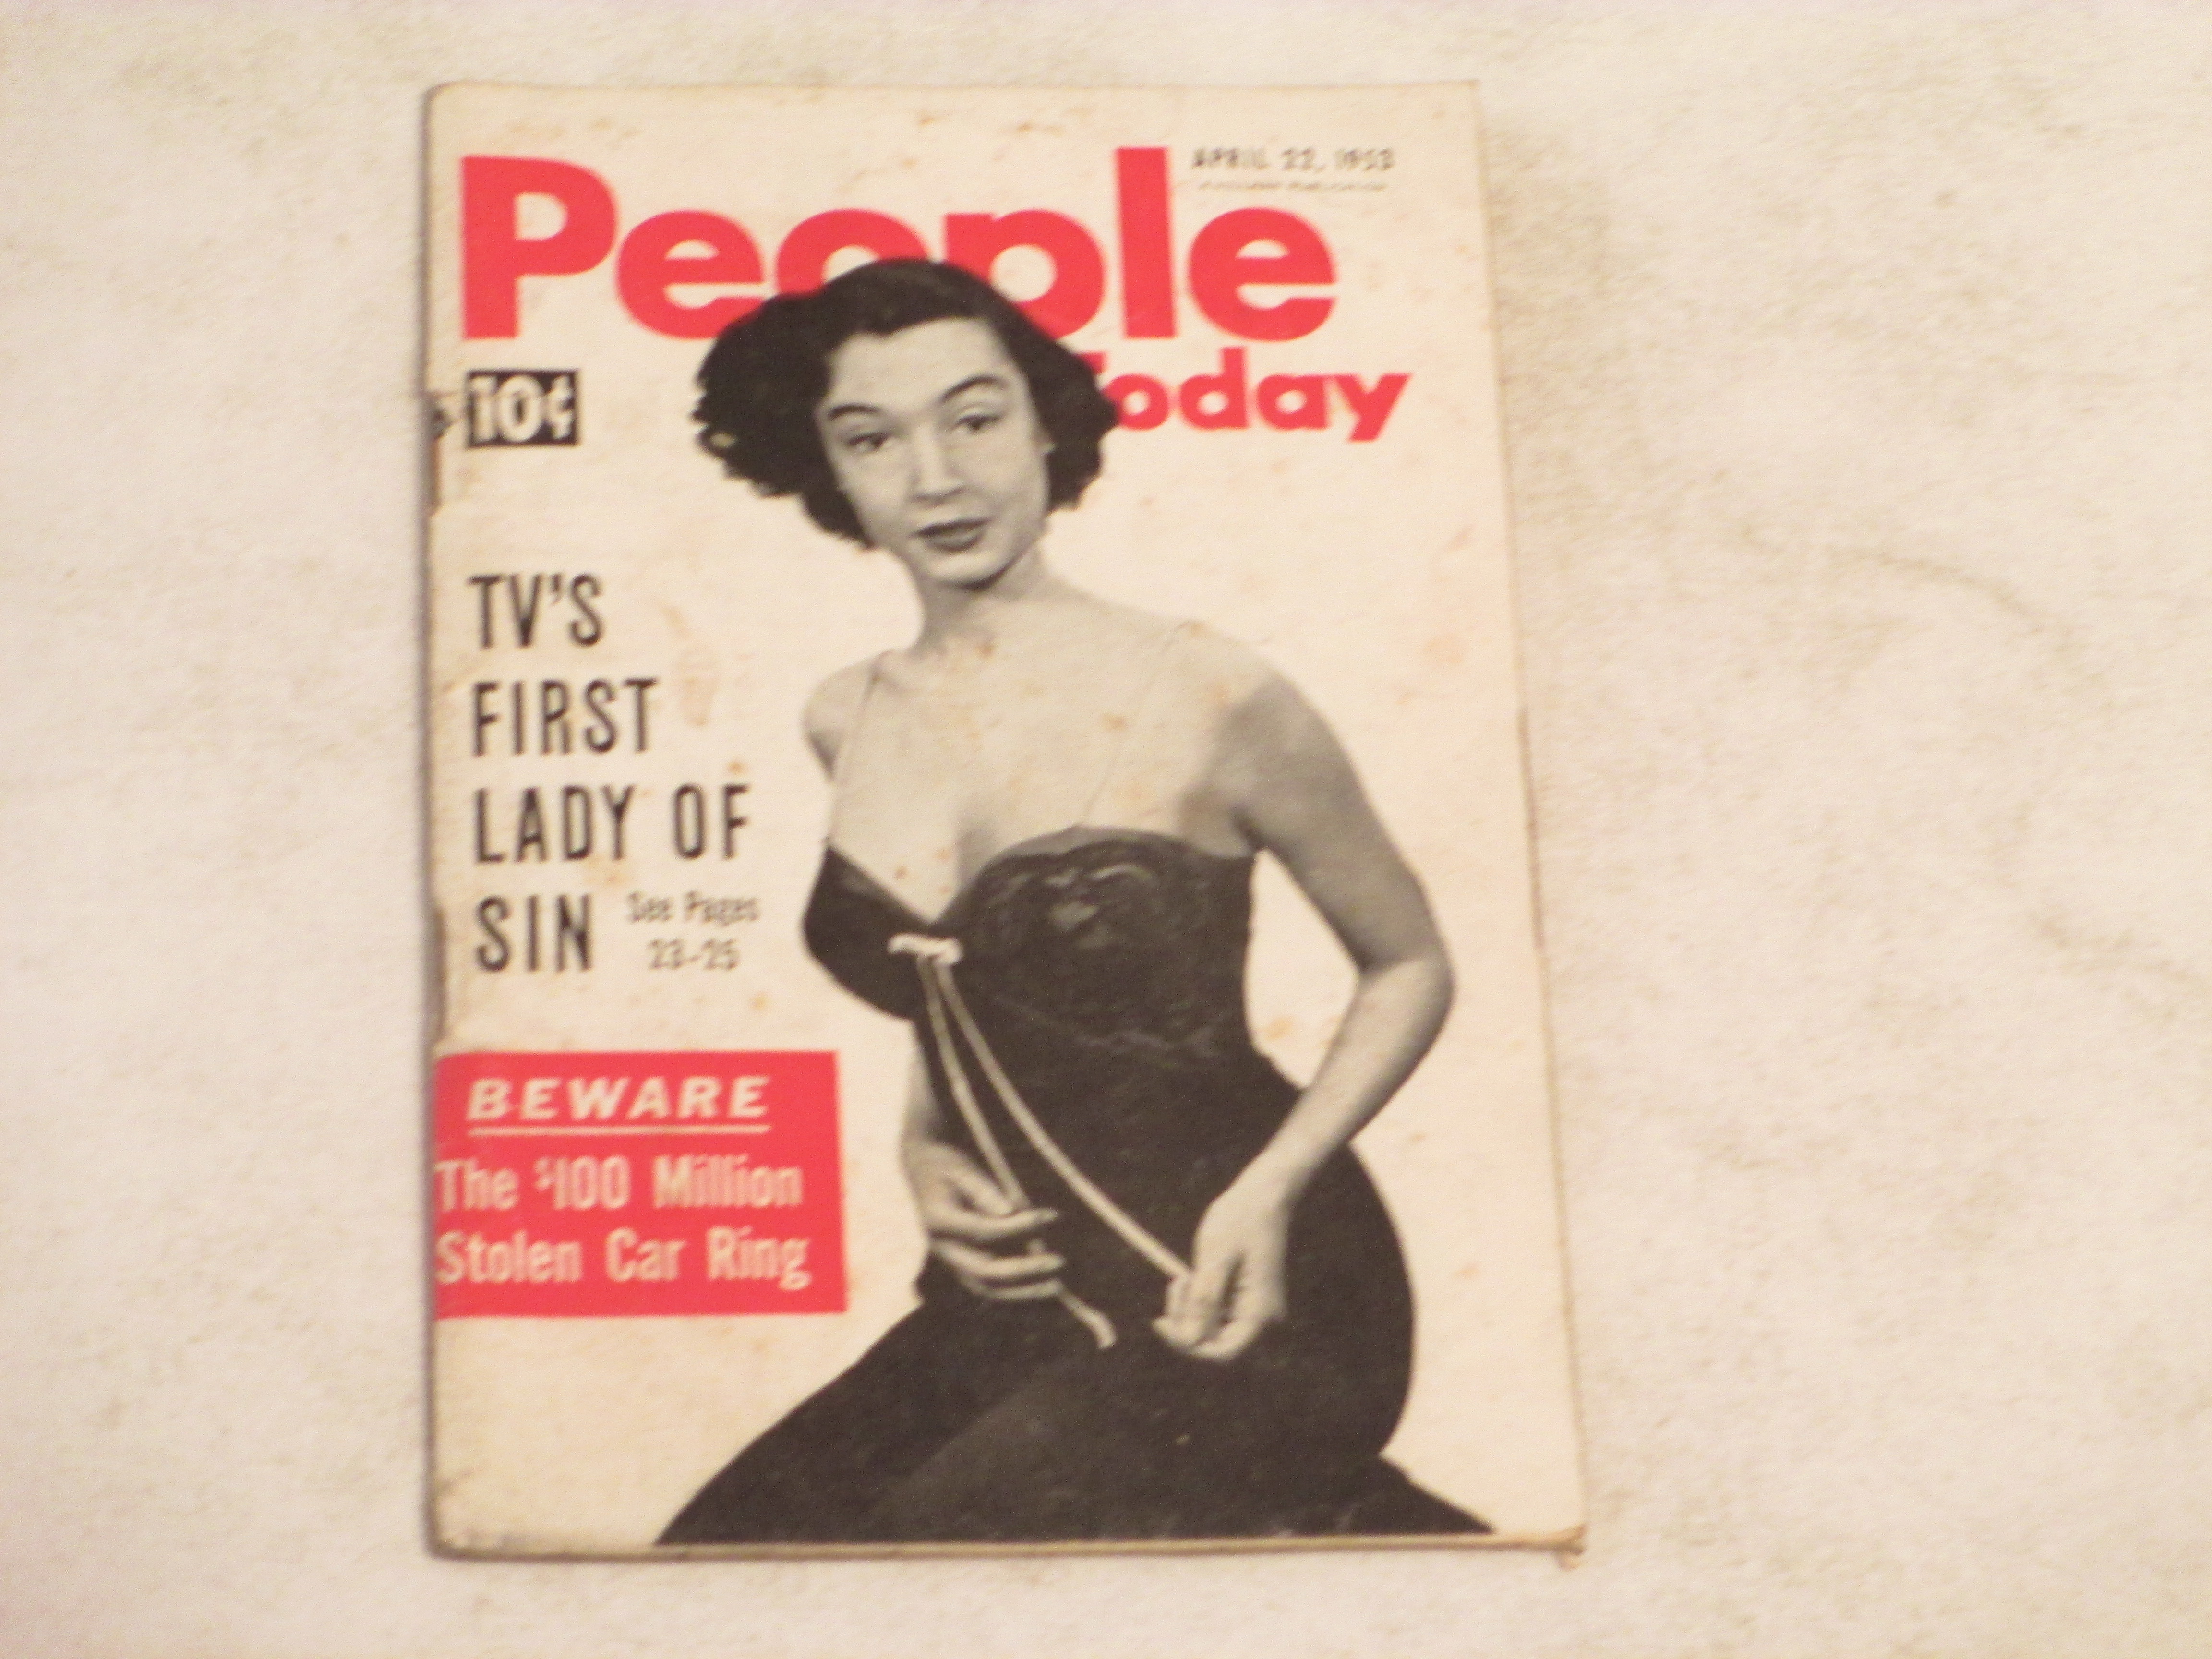 APRIL 22, 1953
People
Today
10¢
TV'S
FIRST
LADY OF
SIN See Pages
23-25
BEWARE
The $100 Million
Stolen Car Ring